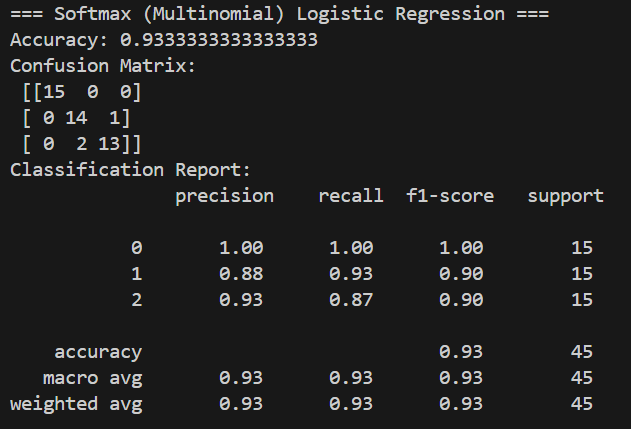 === Softmax (Multinomial) Logistic Regression ===
Accuracy: 0.9333333333333333
Confusion Matrix:
 [[15  0  0]
 [ 0 14  1]
 [ 0  2 13]]
Classification Report:
              precision    recall  f1-score   support

           0       1.00      1.00      1.00        15
           1       0.88      0.93      0.90        15
           2       0.93      0.87      0.90        15

    accuracy                           0.93        45
   macro avg       0.93      0.93      0.93        45
weighted avg       0.93      0.93      0.93        45